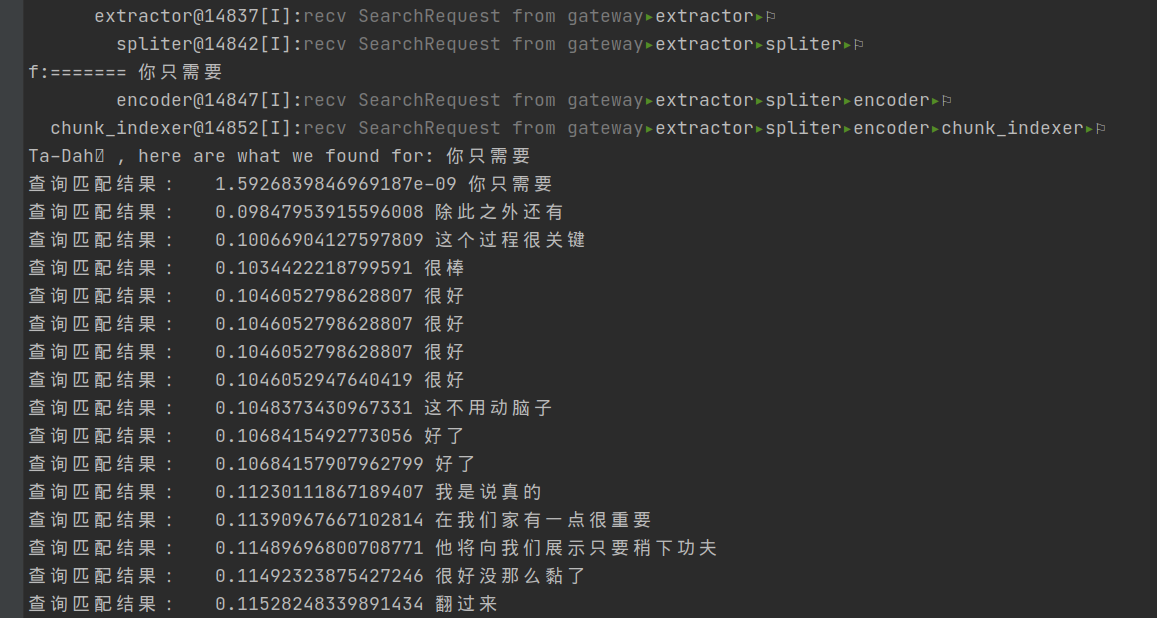 extractor@14837[I]:recv SearchRequest from gateway▸extractor▸⚐
spliter@14842[I]:recv SearchRequest from gateway▸extractor▸spliter▸⚐
f:======= 你只需要
encoder@14847[I]:recv SearchRequest from gateway▸extractor▸spliter▸encoder▸⚐
chunk_indexer@14852[I]:recv SearchRequest from gateway▸extractor▸spliter▸encoder▸chunk_indexer▸⚐
Ta-Dah , here are what we found for: 你只需要
查询匹配结果: 1.5926839846969187e-09 你只需要
查询匹配结果: 0.09847953915596008 除此之外还有
查询匹配结果: 0.10066904127597809 这个过程很关键
查询匹配结果: 0.1034422218799591 很棒
查询匹配结果: 0.1046052798628807 很好
查询匹配结果: 0.1046052798628807 很好
查询匹配结果: 0.1046052798628807 很好
查询匹配结果: 0.1046052947640419 很好
查询匹配结果: 0.1048373430967331 这不用动脑子
查询匹配结果: 0.1068415492773056 好了
查询匹配结果: 0.10684157907962799 好了
查询匹配结果: 0.11230111867189407 我是说真的
查询匹配结果: 0.11390967667102814 在我们家有一点很重要
查询匹配结果: 0.11489696800708771 他将向我们展示只要稍下功夫
查询匹配结果: 0.11492323875427246 很好没那么黏了
查询匹配结果: 0.11528248339891434 翻过来